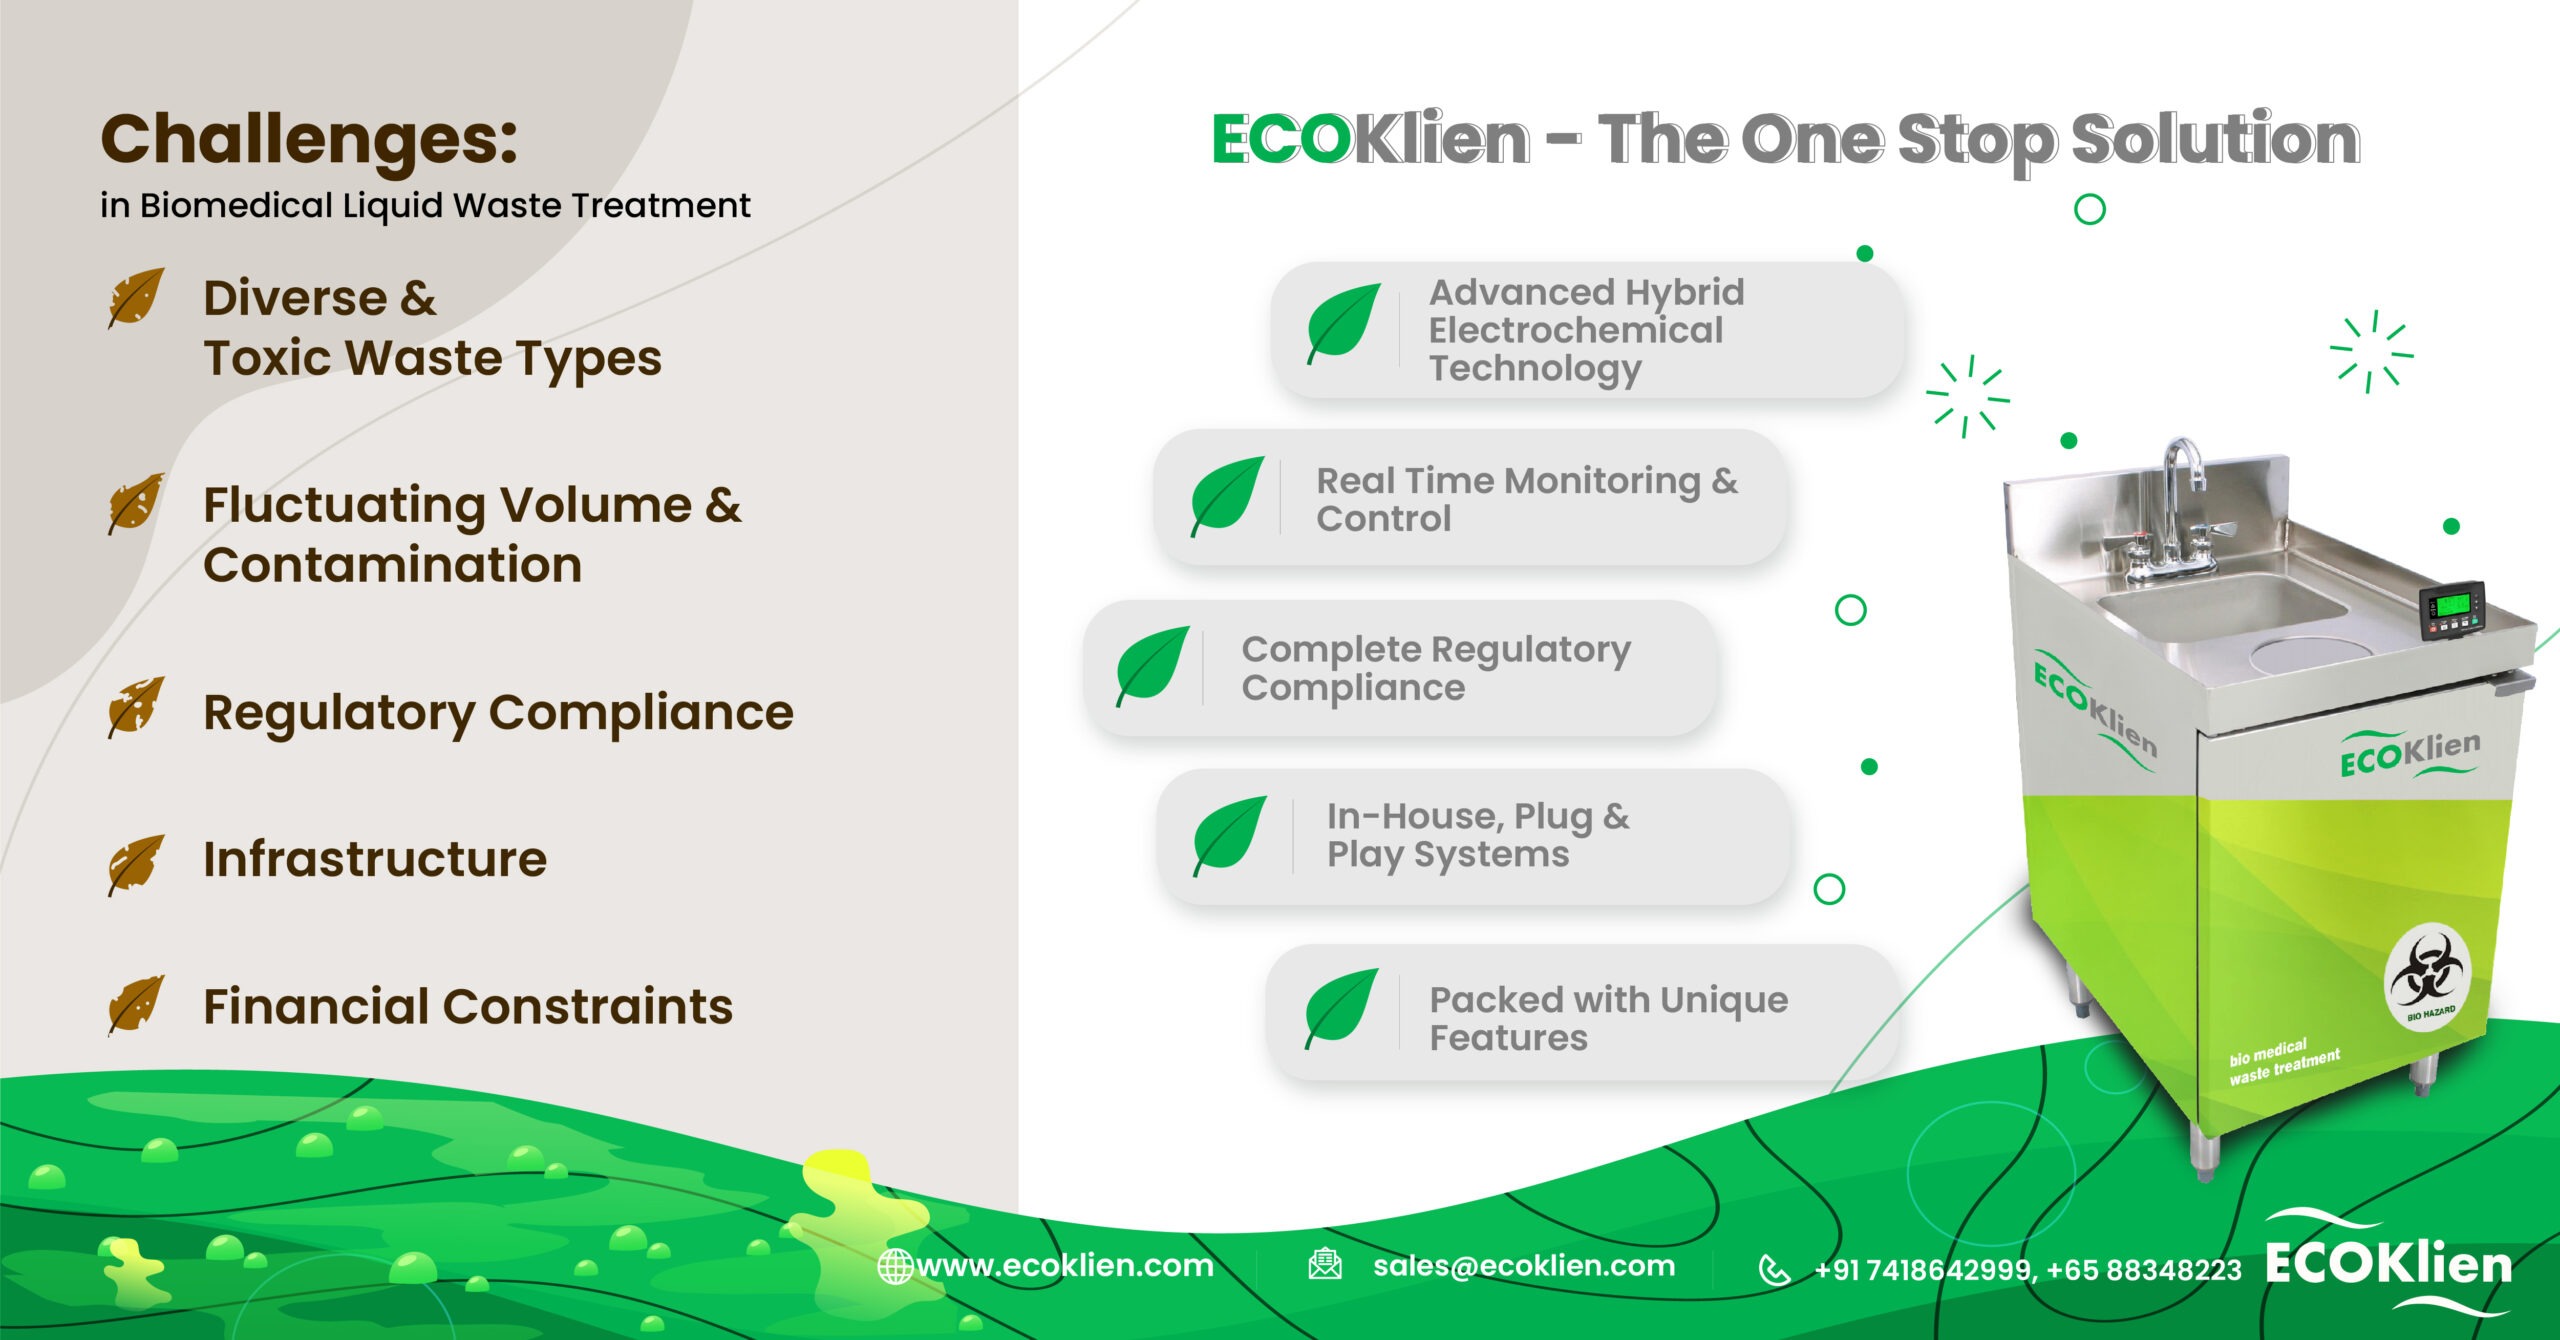 Challenges:
in Biomedical Liquid Waste Treatment
Diverse &
Toxic Waste Types
Fluctuating Volume &
Contamination
Regulatory Compliance
Infrastructure
Financial Constraints
ECOKlien - The One Stop Solution
Advanced Hybrid
Electrochemical
Technology
Real Time Monitoring &
Control
Complete Regulatory
Compliance
In-House, Plug &
Play Systems
Packed with Unique
Features
ECOKlien
ECOKlien
BIO HAZARD
bio medical
waste treatment
www.ecoklien.com
sales@ecoklien.com
+91 7418642999, +65 88348223
ECOKlien